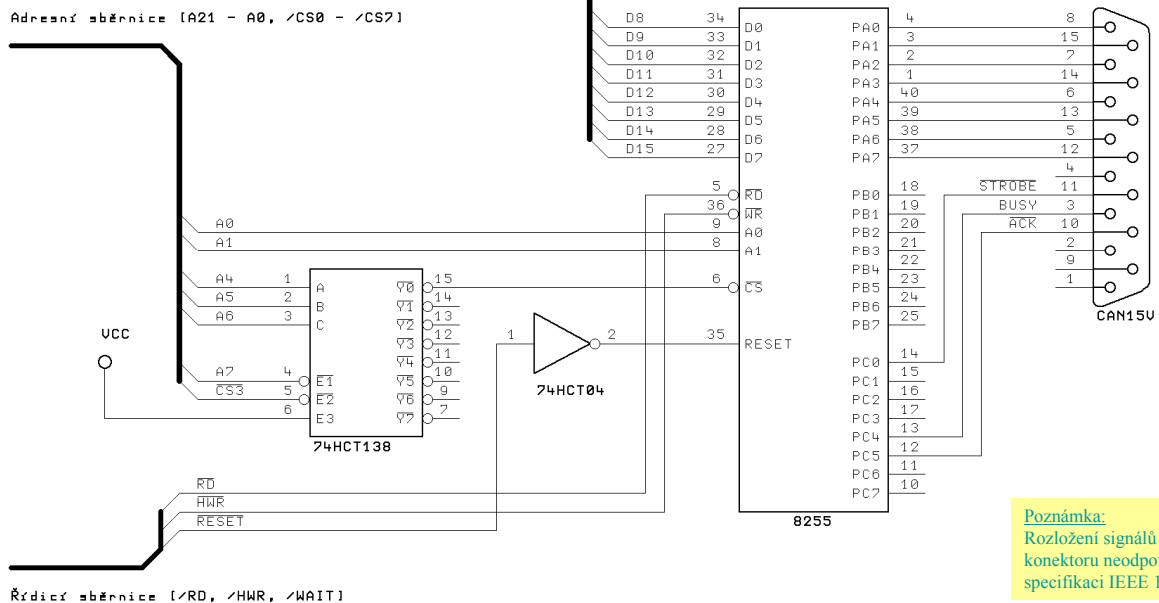 Adresní sběrnice [A21 - A0, /CS0 - /CS7]
D8 34 D0 PA0 4 8
D9 33 D1 PA1 3 15
D10 32 D2 PA2 2 7
D11 31 D3 PA3 1 14
D12 30 D4 PA4 40 6
D13 29 D5 PA5 39 13
D14 28 D6 PA6 38 5
D15 27 D7 PA7 37 12
4
5 RD PB0 18 STROBE 11
36 WR PB1 19 BUSY 3
A0 9 A0 PB2 20 ACK 10
A1 8 A1 PB3 21 2
PB4 22 9
A4 1 A Y0 15 6 CS PB5 23 1
A5 2 B Y1 14 PB6 24
A6 3 C Y2 13 PB7 25
CAN15V
VCC
Y3 12 1 2 35 RESET
Y4 11 PC0 14
A7 4 E1 Y5 10 PC1 15
CS3 5 E2 Y6 9 74HCT04 PC2 16
6 E3 Y7 7 PC3 17
74HCT138 PC4 13
PC5 12
PC6 11
RD PC7 10
HWR
RESET 8255
Poznámka:
Rozložení signálů
konektoru
specifikaci IEEE
Řídicí sběrnice [/RD, /HWR, /WAIT]